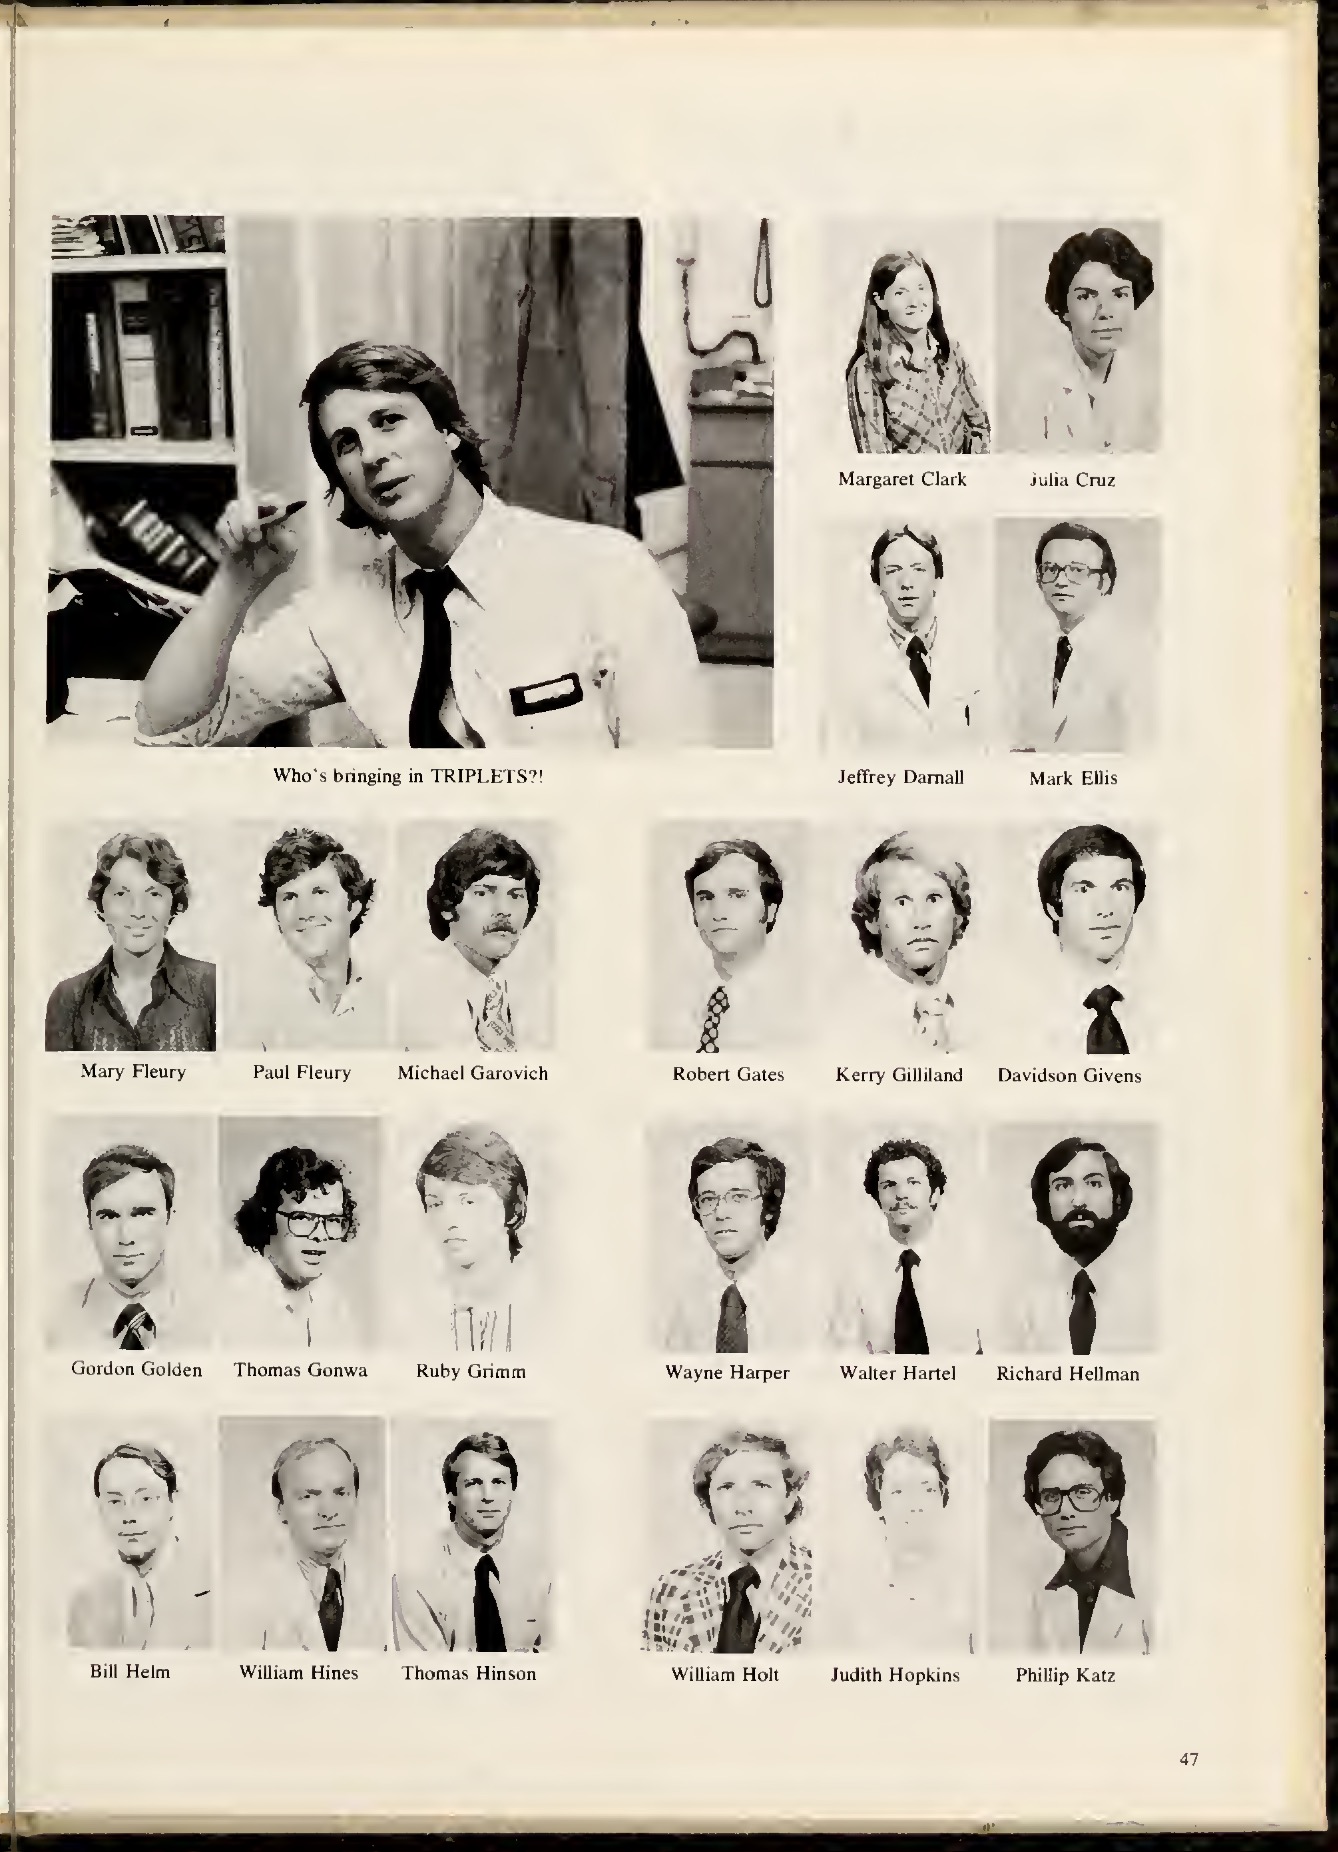 Margaret Clark Julia Cruz
Who's bringing in TRIPLETS?! Jeffrey Darnall Mark Ellis
Mary Fleury Paul Fleury Michael Garovich Robert Gates Kerry Gilliland Davidson Givens
Gordon Golden Thomas Gonwa Ruby Grimm Wayne Harper Walter Hartel Richard Hellman
Bill Helm William Hines Thomas Hinson William Holt Judith Hopkins Phillip Katz
47